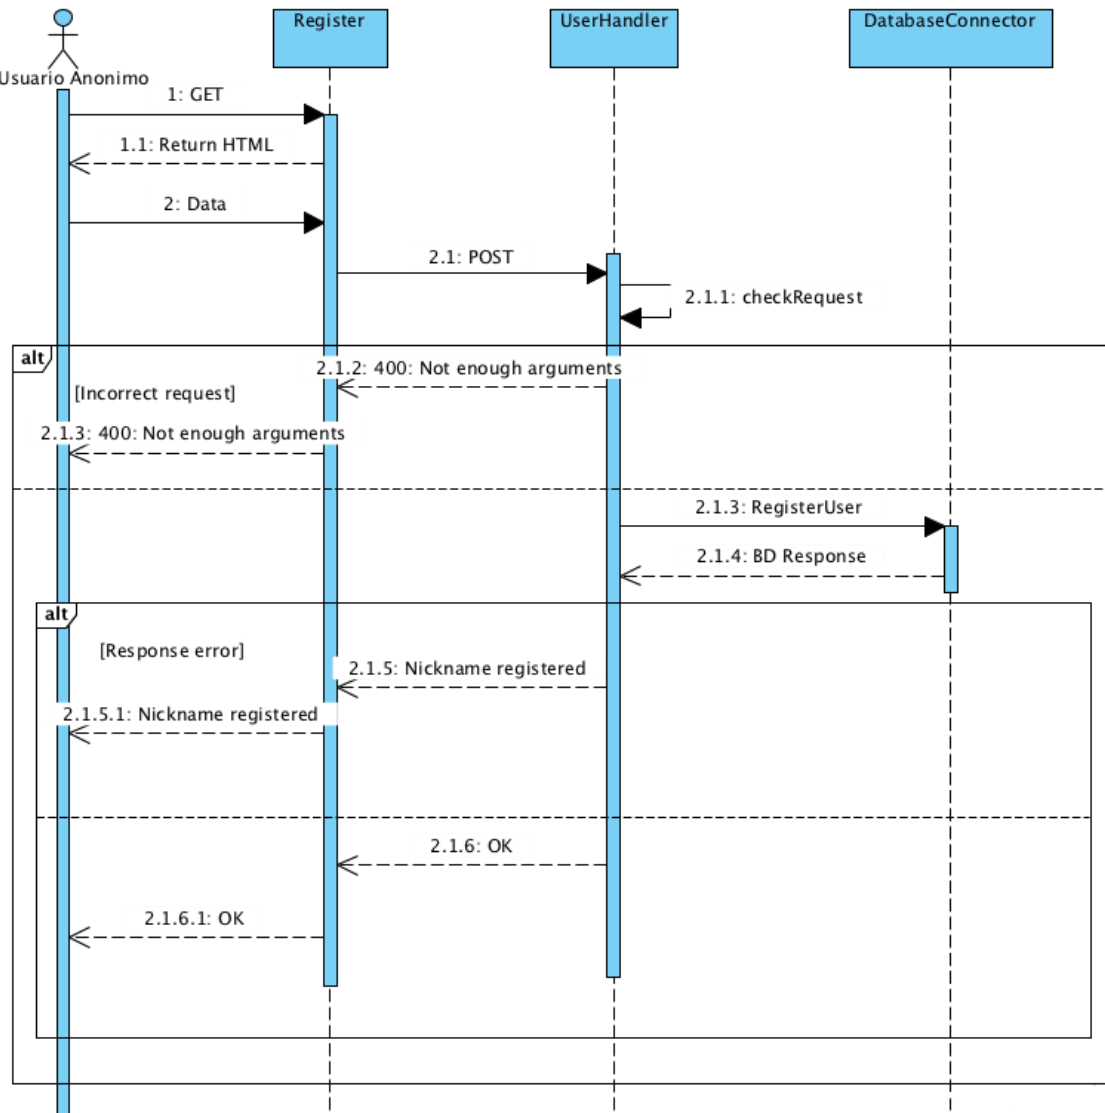 Register
UserHandler
DatabaseConnector
Usuario Anonimo
1: GET
1.1: Return HTML
2: Data
2.1: POST
2.1.1: checkRequest
alt
2.1.2: 400: Not enough arguments
[Incorrect request]
2.1.3: 400: Not enough arguments
2.1.3: RegisterUser
2.1.4: BD Response
alt
[Response error]
2.1.5: Nickname registered
2.1.5.1: Nickname registered
2.1.6: OK
2.1.6.1: OK